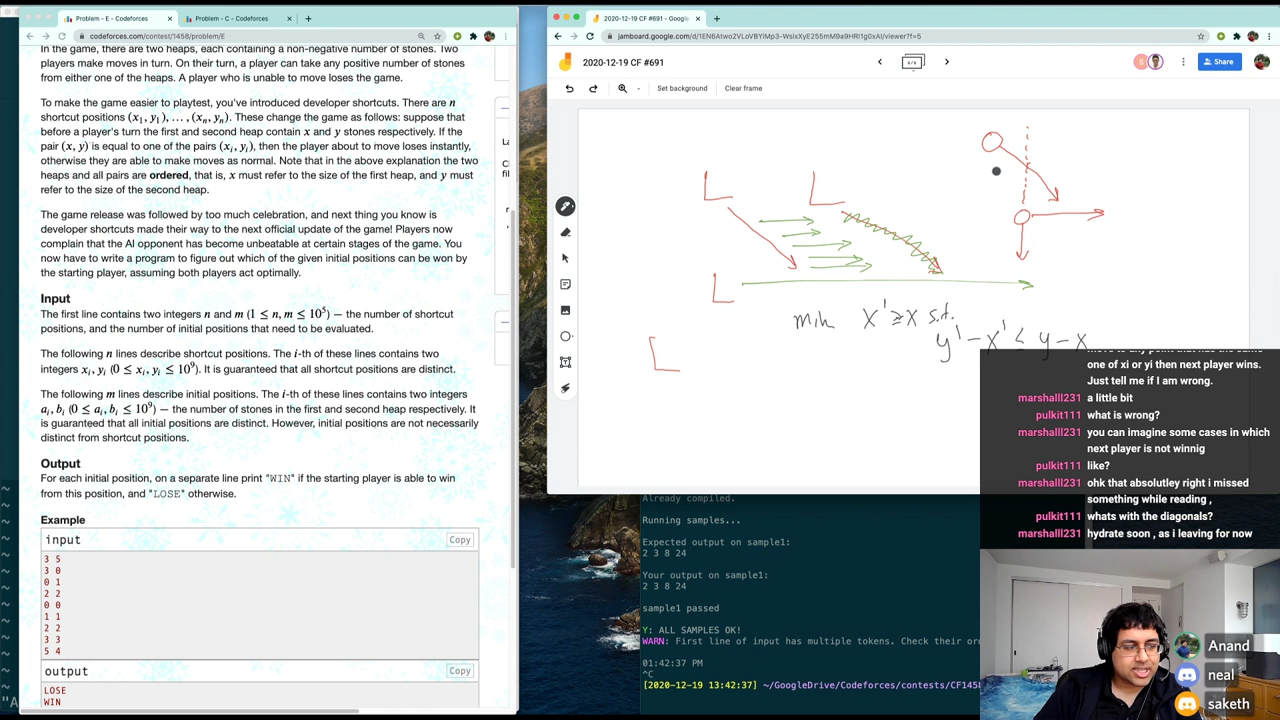 Problem - E - Codeforces
Problem - C - Codeforces
codeforces.com/contest/1458/problem/E
In the game, there are two heaps, each containing a non-negative number of stones. Two
players make moves in turn. On their turn, a player can take any positive number of stones
from either one of the heaps. A player who is unable to move loses the game.
To make the game easier to playtest, you've introduced developer shortcuts. There are n
shortcut positions (x1, y1), …, (xn, yn). These change the game as follows: suppose that
before a player's turn the first and second heap contain x and y stones respectively. If the
pair (x, y) is equal to one of the pairs (xi, yi), then the player about to move loses instantly,
otherwise they are able to make moves as normal. Note that in the above explanation the two
heaps and all pairs are ordered, that is, x must refer to the size of the first heap, and y must
refer to the size of the second heap.
The game release was followed by too much celebration, and next thing you know is
developer shortcuts made their way to the next official update of the game! Players now
complain that the AI opponent has become unbeatable at certain stages of the game. You
now have to write a program to figure out which of the given initial positions can be won by
the starting player, assuming both players act optimally.
Input
The first line contains two integers n and m (1 ≤ n, m ≤ 10^5) — the number of shortcut
positions, and the number of initial positions that need to be evaluated.
The following n lines describe shortcut positions. The i-th of these lines contains two
integers xi, yi (0 ≤ xi, yi ≤ 10^9). It is guaranteed that all shortcut positions are distinct.
The following m lines describe initial positions. The i-th of these lines contains two integers
ai, bi (0 ≤ ai, bi ≤ 10^9) — the number of stones in the first and second heap respectively. It
is guaranteed that all initial positions are distinct. However, initial positions are not necessarily
distinct from shortcut positions.
Output
For each initial position, on a separate line print "WIN" if the starting player is able to win
from this position, and "LOSE" otherwise.
Example
input
Copy
3 5
3 0
0 1
2 2
0 0
1 1
2 2
3 3
5 4
output
Copy
LOSE
WIN
2020-12-19 CF #691 - Google
2020-12-19 CF #691
Share
Set background
Clear frame
min x' ≥ x s.t.
y' - x' ≤ y - x
one of xi or yi then next player wins.
Just tell me if I am wrong.
marshalll231 a little bit
pulkit111 what is wrong?
marshalll231 you can imagine some cases in which
next player is not winnig
pulkit111 like?
marshalll231 ohk that absolutley right i missed
something while reading ,
pulkit111 whats with the diagonals?
marshalll231 hydrate soon , as i leaving for now
Already compiled.
Running samples...
Expected output on sample1:
2 3 8 24
Your output on sample1:
2 3 8 24
sample1 passed
Y: ALL SAMPLES OK!
WARN: First line of input has multiple tokens. Check their
01:42:37 PM
^C
[2020-12-19 13:42:37] ~/GoogleDrive/Codeforces/contests/CF145
Anand
neal
saketh